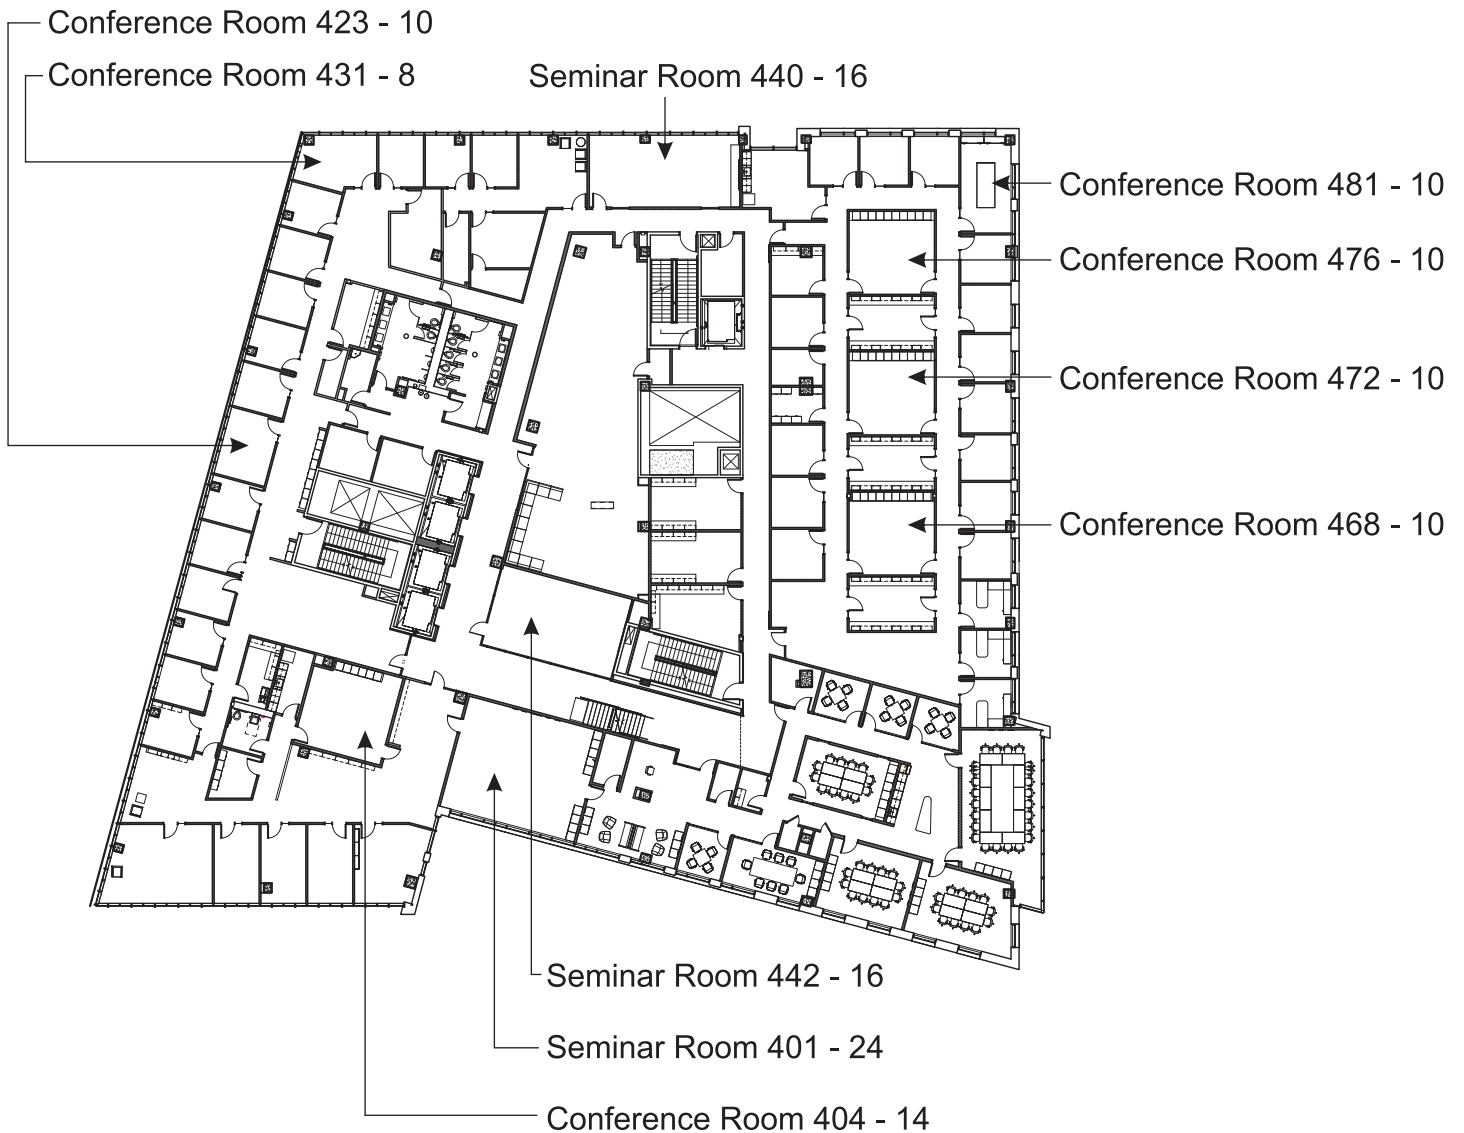 Conference Room 423 - 10
Conference Room 431 - 8
Seminar Room 440 - 16
Conference Room 481 - 10
Conference Room 476 - 10
Conference Room 472 - 10
Conference Room 468 - 10
Seminar Room 442 - 16
Seminar Room 401 - 24
Conference Room 404 - 14